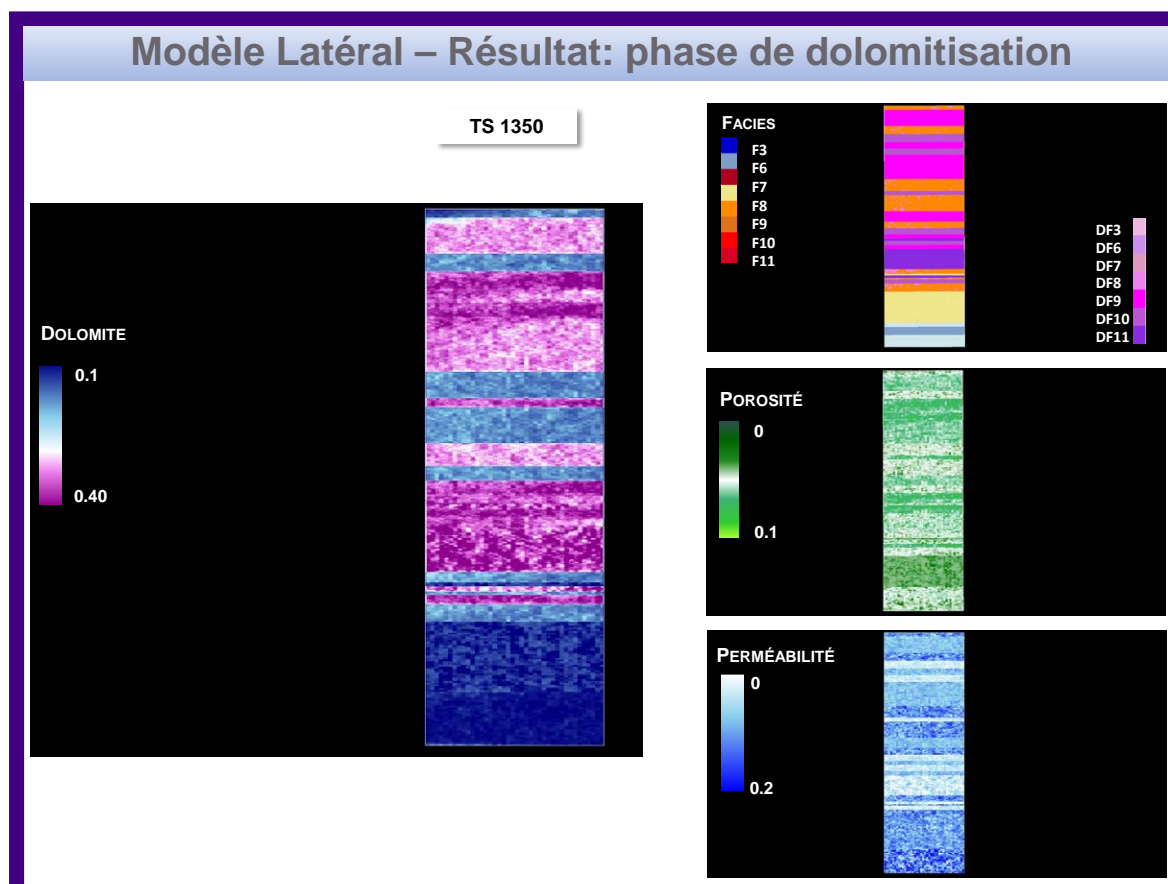 Modèle Latéral – Résultat: phase de dolomitisation
TS 1350
DOLOMITE
0.1
0.40
FACIES
F3
F6
F7
F8
F9
F10
F11
DF3
DF6
DF7
DF8
DF9
DF10
DF11
POROSITÉ
0
0.1
PERMÉABILITÉ
0
0.2